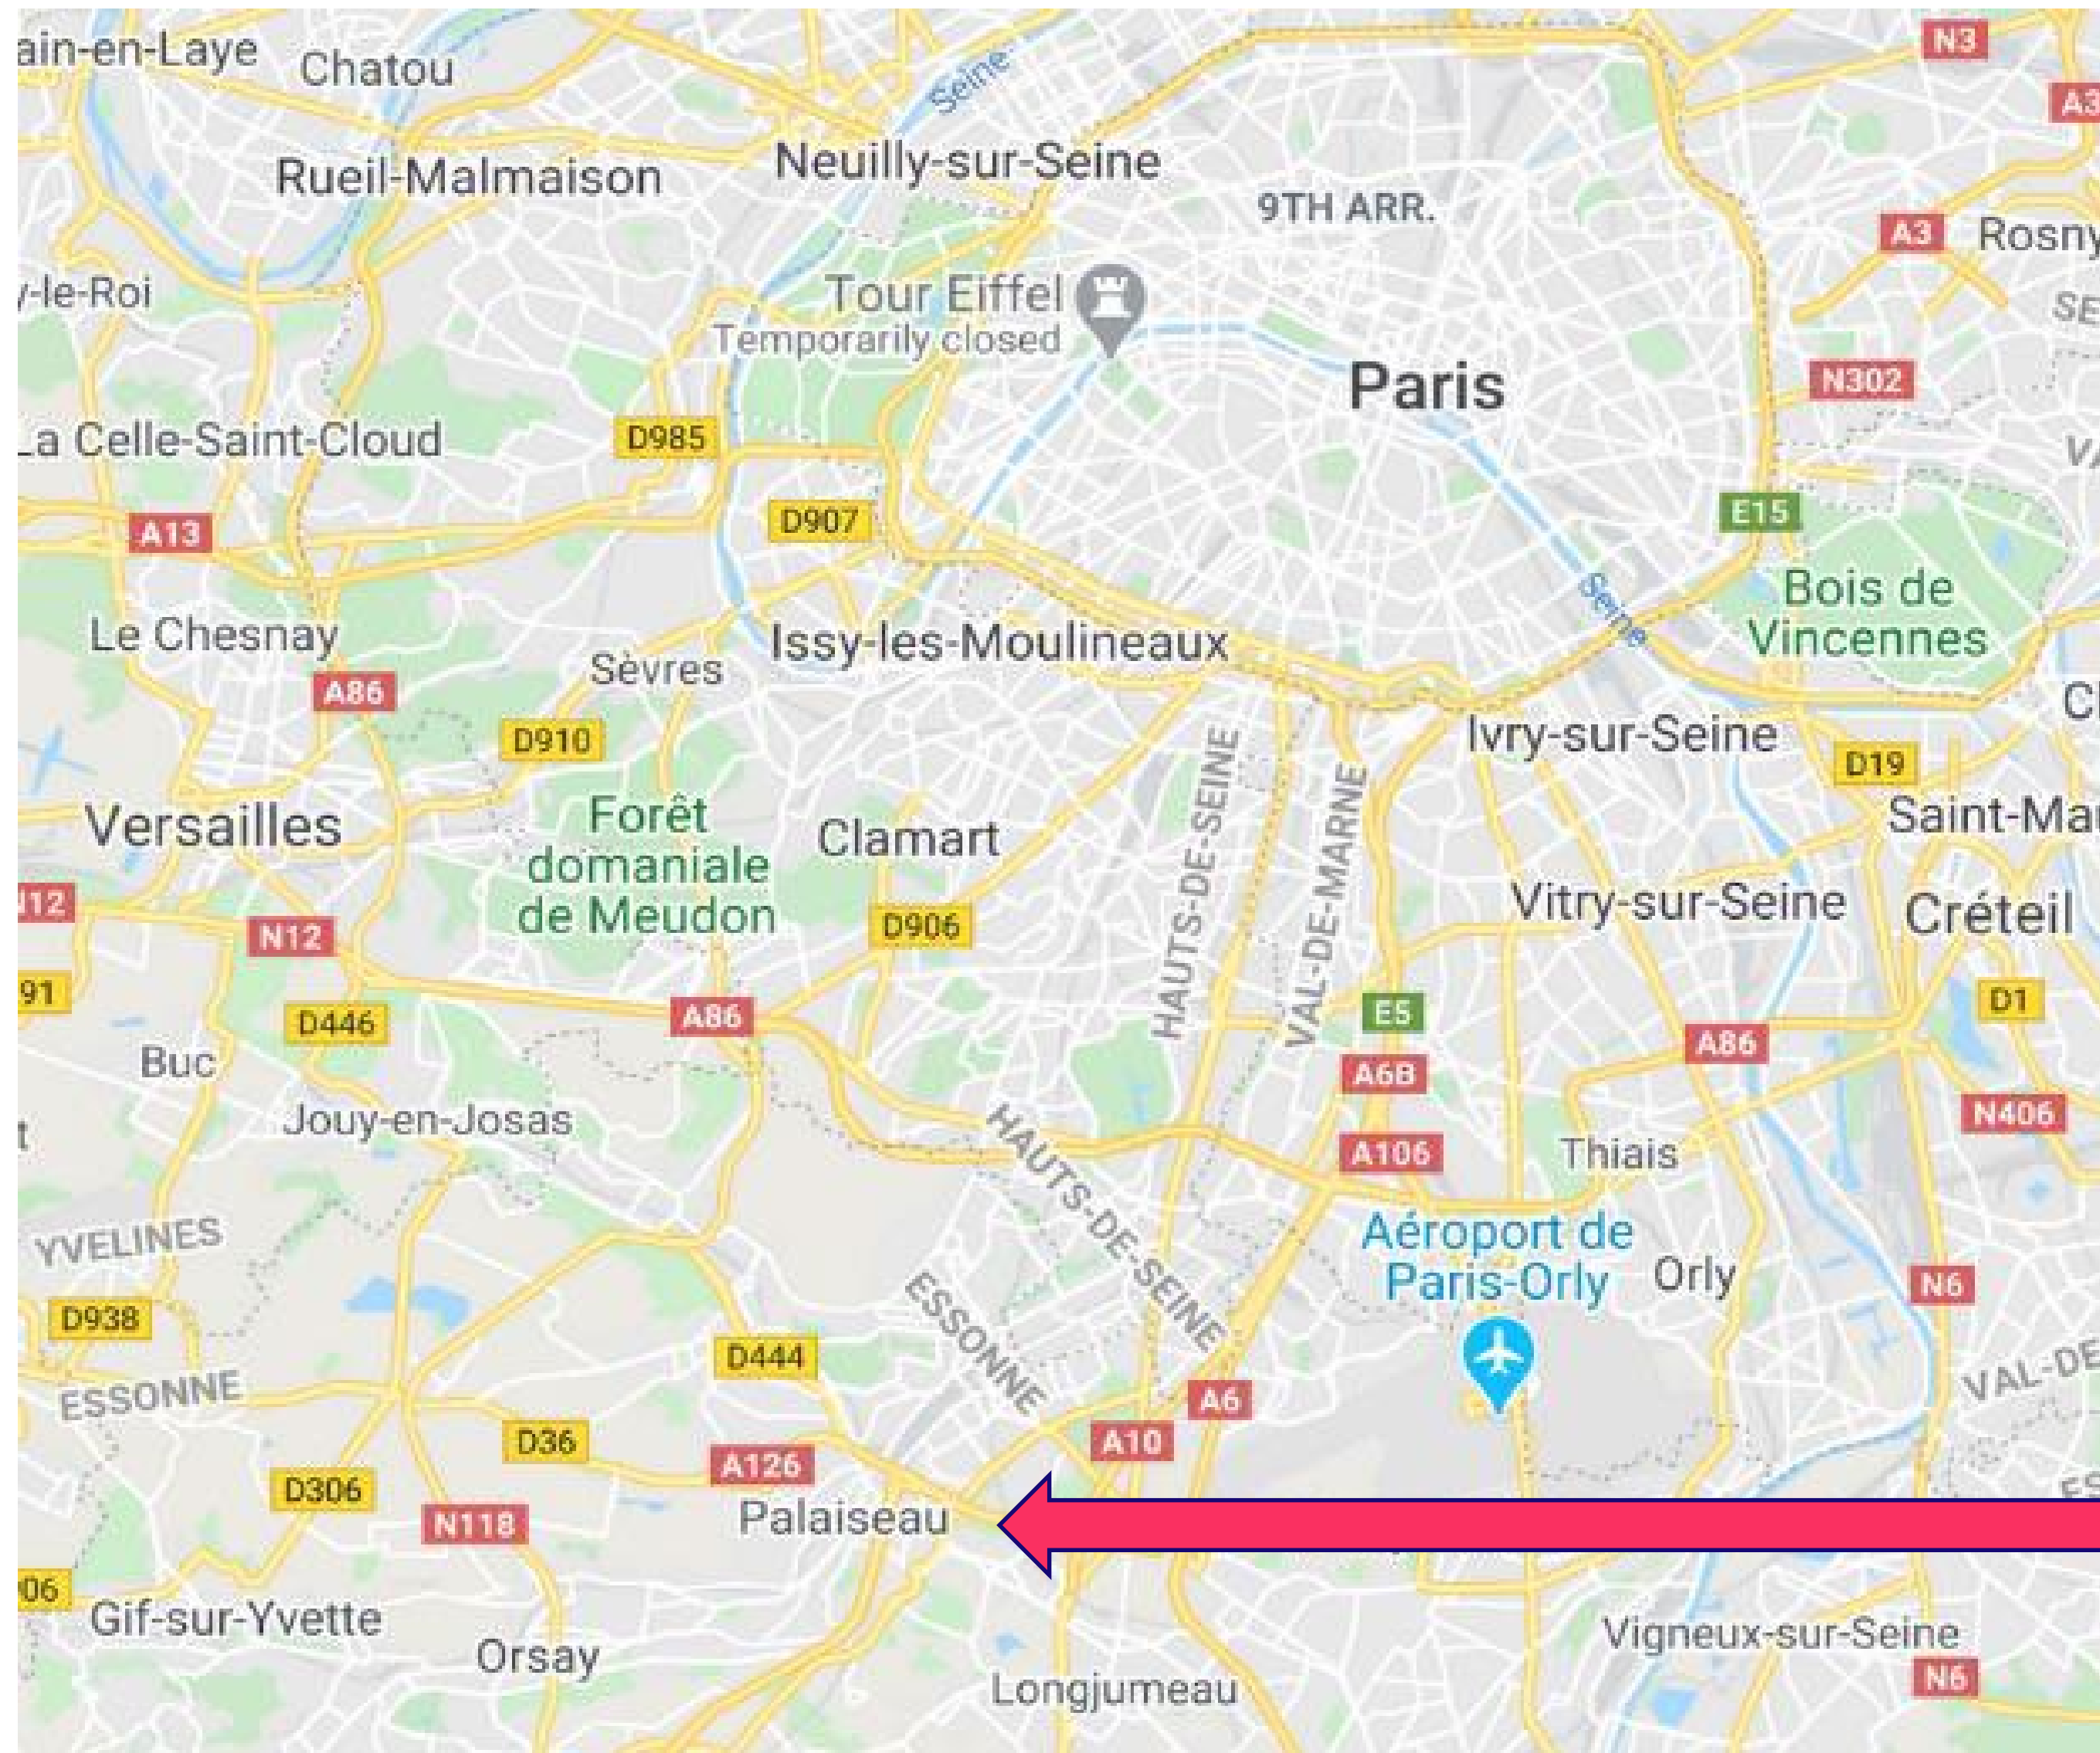 ain-en-Laye
Chatou
Seine
N3
A3
Rueil-Malmaison
Neuilly-sur-Seine
9TH ARR.
A3
Rosny
y-le-Roi
Tour Eiffel
Temporarily closed
SE
Paris
N302
La Celle-Saint-Cloud
D985
VA
A13
D907
E15
Bois de
Vincennes
Seine
Le Chesnay
Sèvres
Issy-les-Moulineaux
A86
D910
Ivry-sur-Seine
D19
HAUTS-DE-SEINE
VAL-DE-MARNE
Versailles
Forêt
domaniale
de Meudon
Clamart
Saint-Mau
N12
N12
D906
Vitry-sur-Seine
Créteil
91
D446
A86
E5
D1
Buc
A6B
A86
Jouy-en-Josas
HAUTS-DE-SEINE
A106
Thiais
N406
t
YVELINES
Aéroport de
Paris-Orly
Orly
N6
D938
ESSONNE
D444
ESSONNE
A6
VAL-DE
D36
A126
A10
D306
N118
Palaiseau
ES
06
Gif-sur-Yvette
Orsay
Longjumeau
Vigneux-sur-Seine
N6